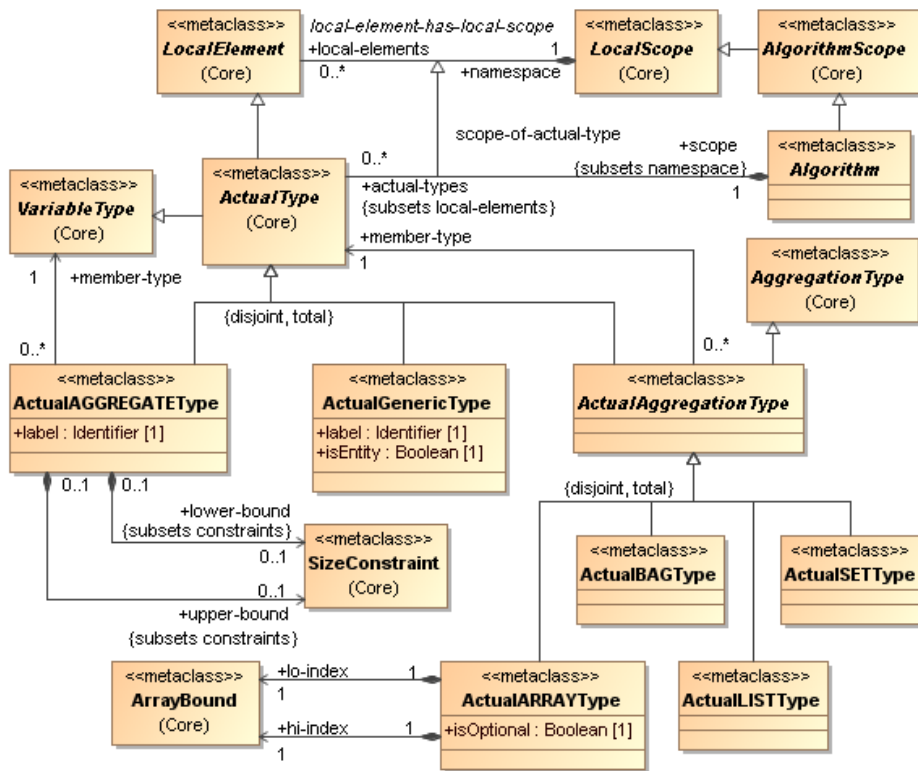 <<metaclass>>
LocalElement
(Core)
local-element-has-local-scope
+local-elements
0..*
1
+namespace
<<metaclass>>
LocalScope
(Core)
<<metaclass>>
AlgorithmScope
(Core)
scope-of-actual-type
0..*
+actual-types
{subsets local-elements}
+scope
{subsets namespace}
1
<<metaclass>>
Algorithm
<<metaclass>>
VariableType
(Core)
<<metaclass>>
ActualType
(Core)
+member-type
1
1
+member-type
<<metaclass>>
AggregationType
(Core)
{disjoint, total}
0..*
0..*
<<metaclass>>
ActualAGGREGATEType
+label : Identifier [1]
<<metaclass>>
ActualGenericType
+label : Identifier [1]
+isEntity : Boolean [1]
<<metaclass>>
ActualAggregationType
0..1
0..1
{disjoint, total}
+lower-bound
{subsets constraints}
0..1
0..1
+upper-bound
{subsets constraints}
<<metaclass>>
SizeConstraint
(Core)
<<metaclass>>
ActualBAGType
<<metaclass>>
ActualSETType
<<metaclass>>
ArrayBound
(Core)
+lo-index
1
1
+hi-index
1
1
<<metaclass>>
ActualARRAYType
+isOptional : Boolean [1]
<<metaclass>>
ActualLISTType